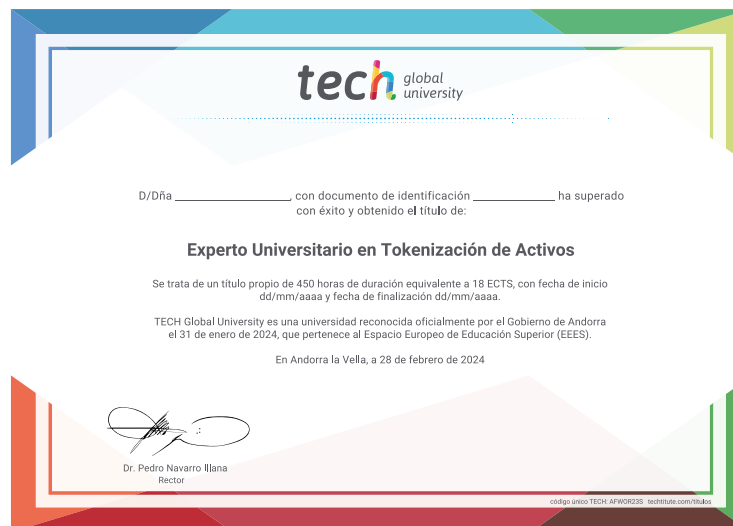 tech global university
D/Dña ______________, con documento de identificación __________ ha superado
con éxito y obtenido el título de:
Experto Universitario en Tokenización de Activos
Se trata de un título propio de 450 horas de duración equivalente a 18 ECTS, con fecha de inicio
dd/mm/aaaa y fecha de finalización dd/mm/aaaa.
TECH Global University es una universidad reconocida oficialmente por el Gobierno de Andorra
el 31 de enero de 2024, que pertenece al Espacio Europeo de Educación Superior (EEES).
En Andorra la Vella, a 28 de febrero de 2024
Dr. Pedro Navarro Illana
Rector
código único TECH: AFWOR23S techtitute.com/titulos